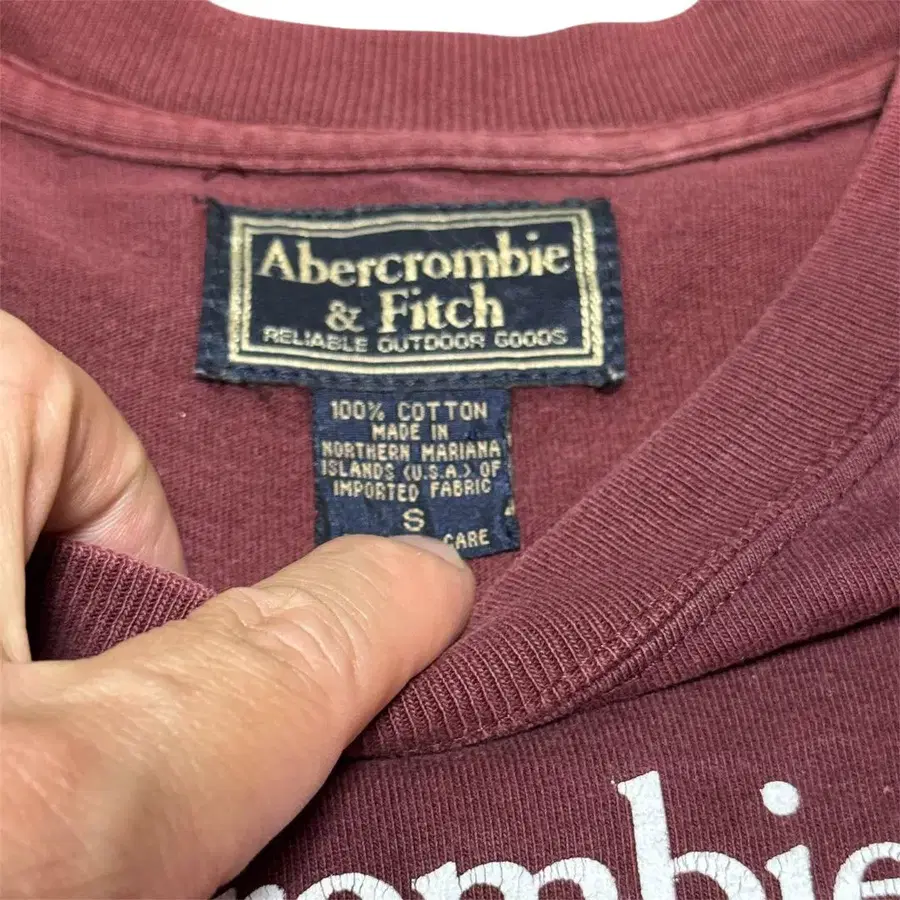 Abercrombie
& Fitch
RELIABLE OUTDOOR GOODS
100% COTTON
MADE IN
NORTHERN MARIANA
ISLANDS (U.S.A.) OF
IMPORTED FABRIC
S
CARE